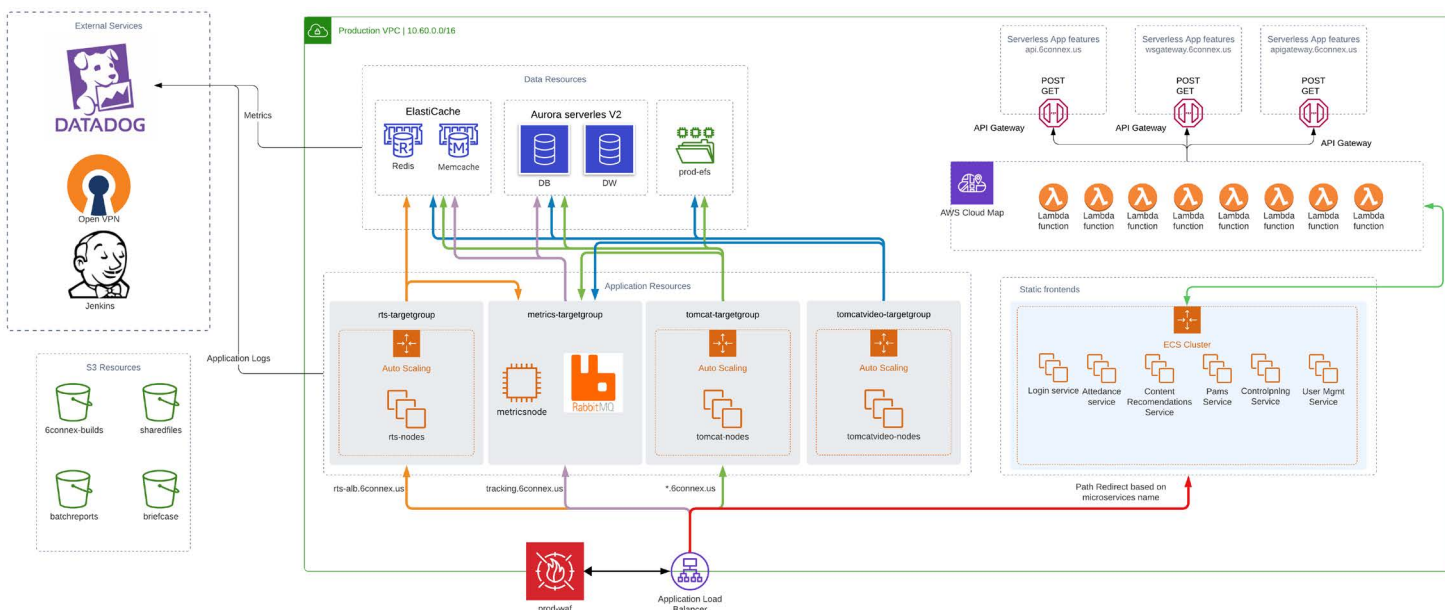 External Services
DATADOG
Open VPN
Jenkins
Metrics
Application Logs
S3 Resources
6connex-builds
sharedfiles
batchreports
briefcase
Production VPC | 10.60.0.0/16
Data Resources
ElastiCache
R
Redis
M
Memcache
Aurora serverles V2
DB
DW
prod-efs
Application Resources
rts-targetgroup
Auto Scaling
rts-nodes
metrics-targetgroup
metricsnode
RabbitMQ
tomcat-targetgroup
Auto Scaling
tomcat-nodes
tomcatvideo-targetgroup
Auto Scaling
tomcatvideo-nodes
rts-alb.6connex.us
tracking.6connex.us
*.6connex.us
prod-waf
Application Load
Balancer
Serverless App features
api.6connex.us
POST
GET
API Gateway
Serverless App features
wsgateway.6connex.us
POST
GET
API Gateway
Serverless App features
apigateway.6connex.us
POST
GET
API Gateway
AWS Cloud Map
Lambda
function
Lambda
function
Lambda
function
Lambda
function
Lambda
function
Lambda
function
Lambda
function
Lambda
function
Static frontends
ECS Cluster
Login service
Attedance
service
Content
Recomendations
Service
Pams
Service
Controlpnlng
Service
User Mgmt
Service
Path Redirect based on
microservices name